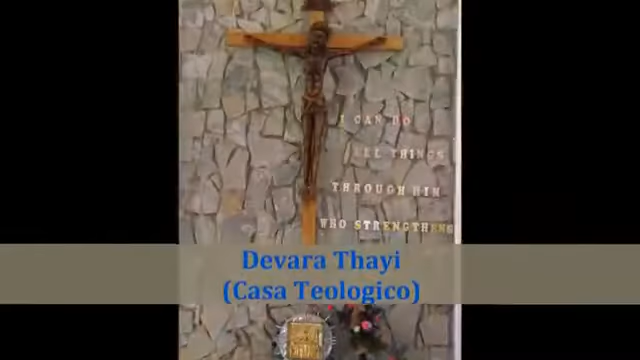 I CAN DO
ALL THINGS
THROUGH HIM
WHO STRENGTHENS
Devara Thayi
(Casa Teologico)